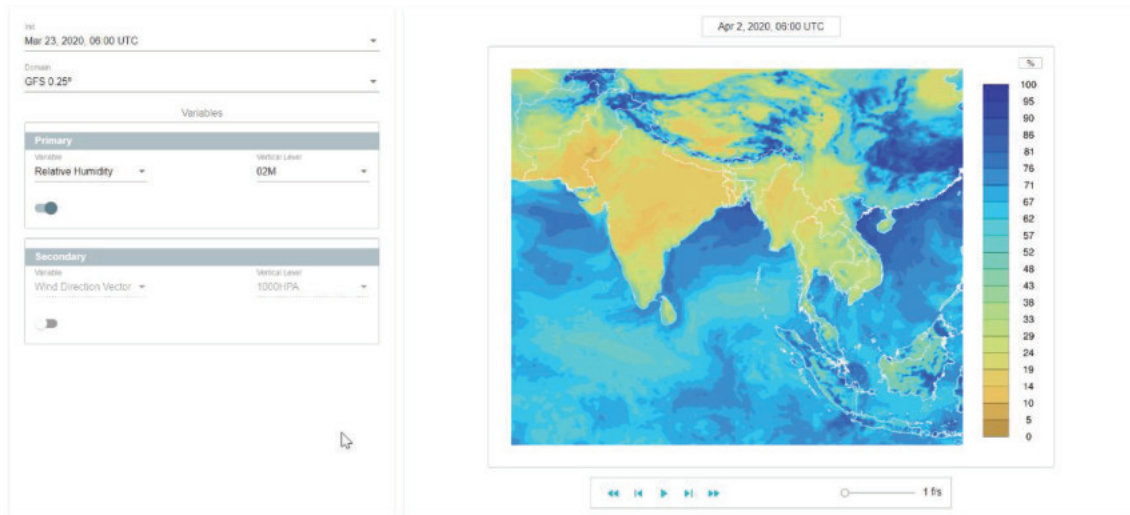 Init
Mar 23, 2020, 06:00 UTC
Domain
GFS 0.25°
Variables
Primary
Variable
Vertical Level
Relative Humidity
02M
Secondary
Variable
Vertical Level
Wind Direction Vector
1000HPA
Apr 2, 2020, 06:00 UTC
%
100
95
90
86
81
76
71
67
62
57
52
48
43
38
33
29
24
19
14
10
5
0
1 f/s